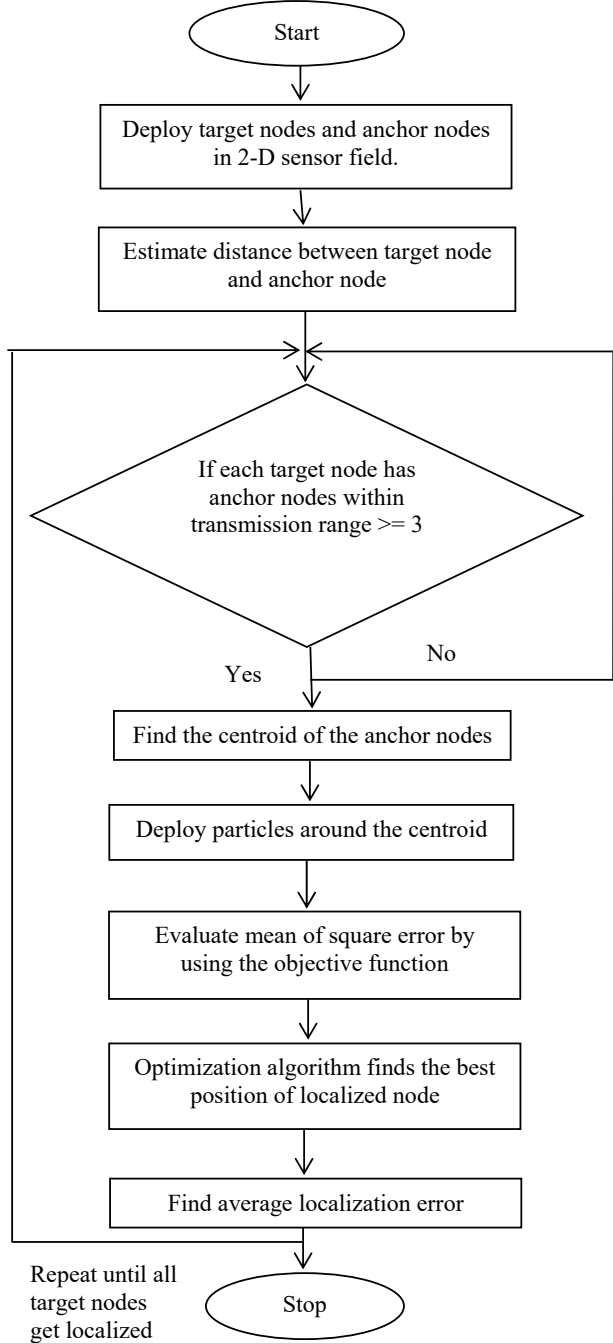 Start
Deploy target nodes and anchor nodes
in 2-D sensor field.
Estimate distance between target node
and anchor node
If each target node has
anchor nodes within
transmission range >= 3
No
Yes
Find the centroid of the anchor nodes
Deploy particles around the centroid
Evaluate mean of square error by
using the objective function
Optimization algorithm finds the best
position of localized node
Find average localization error
Repeat until all
target nodes
get localized
Stop